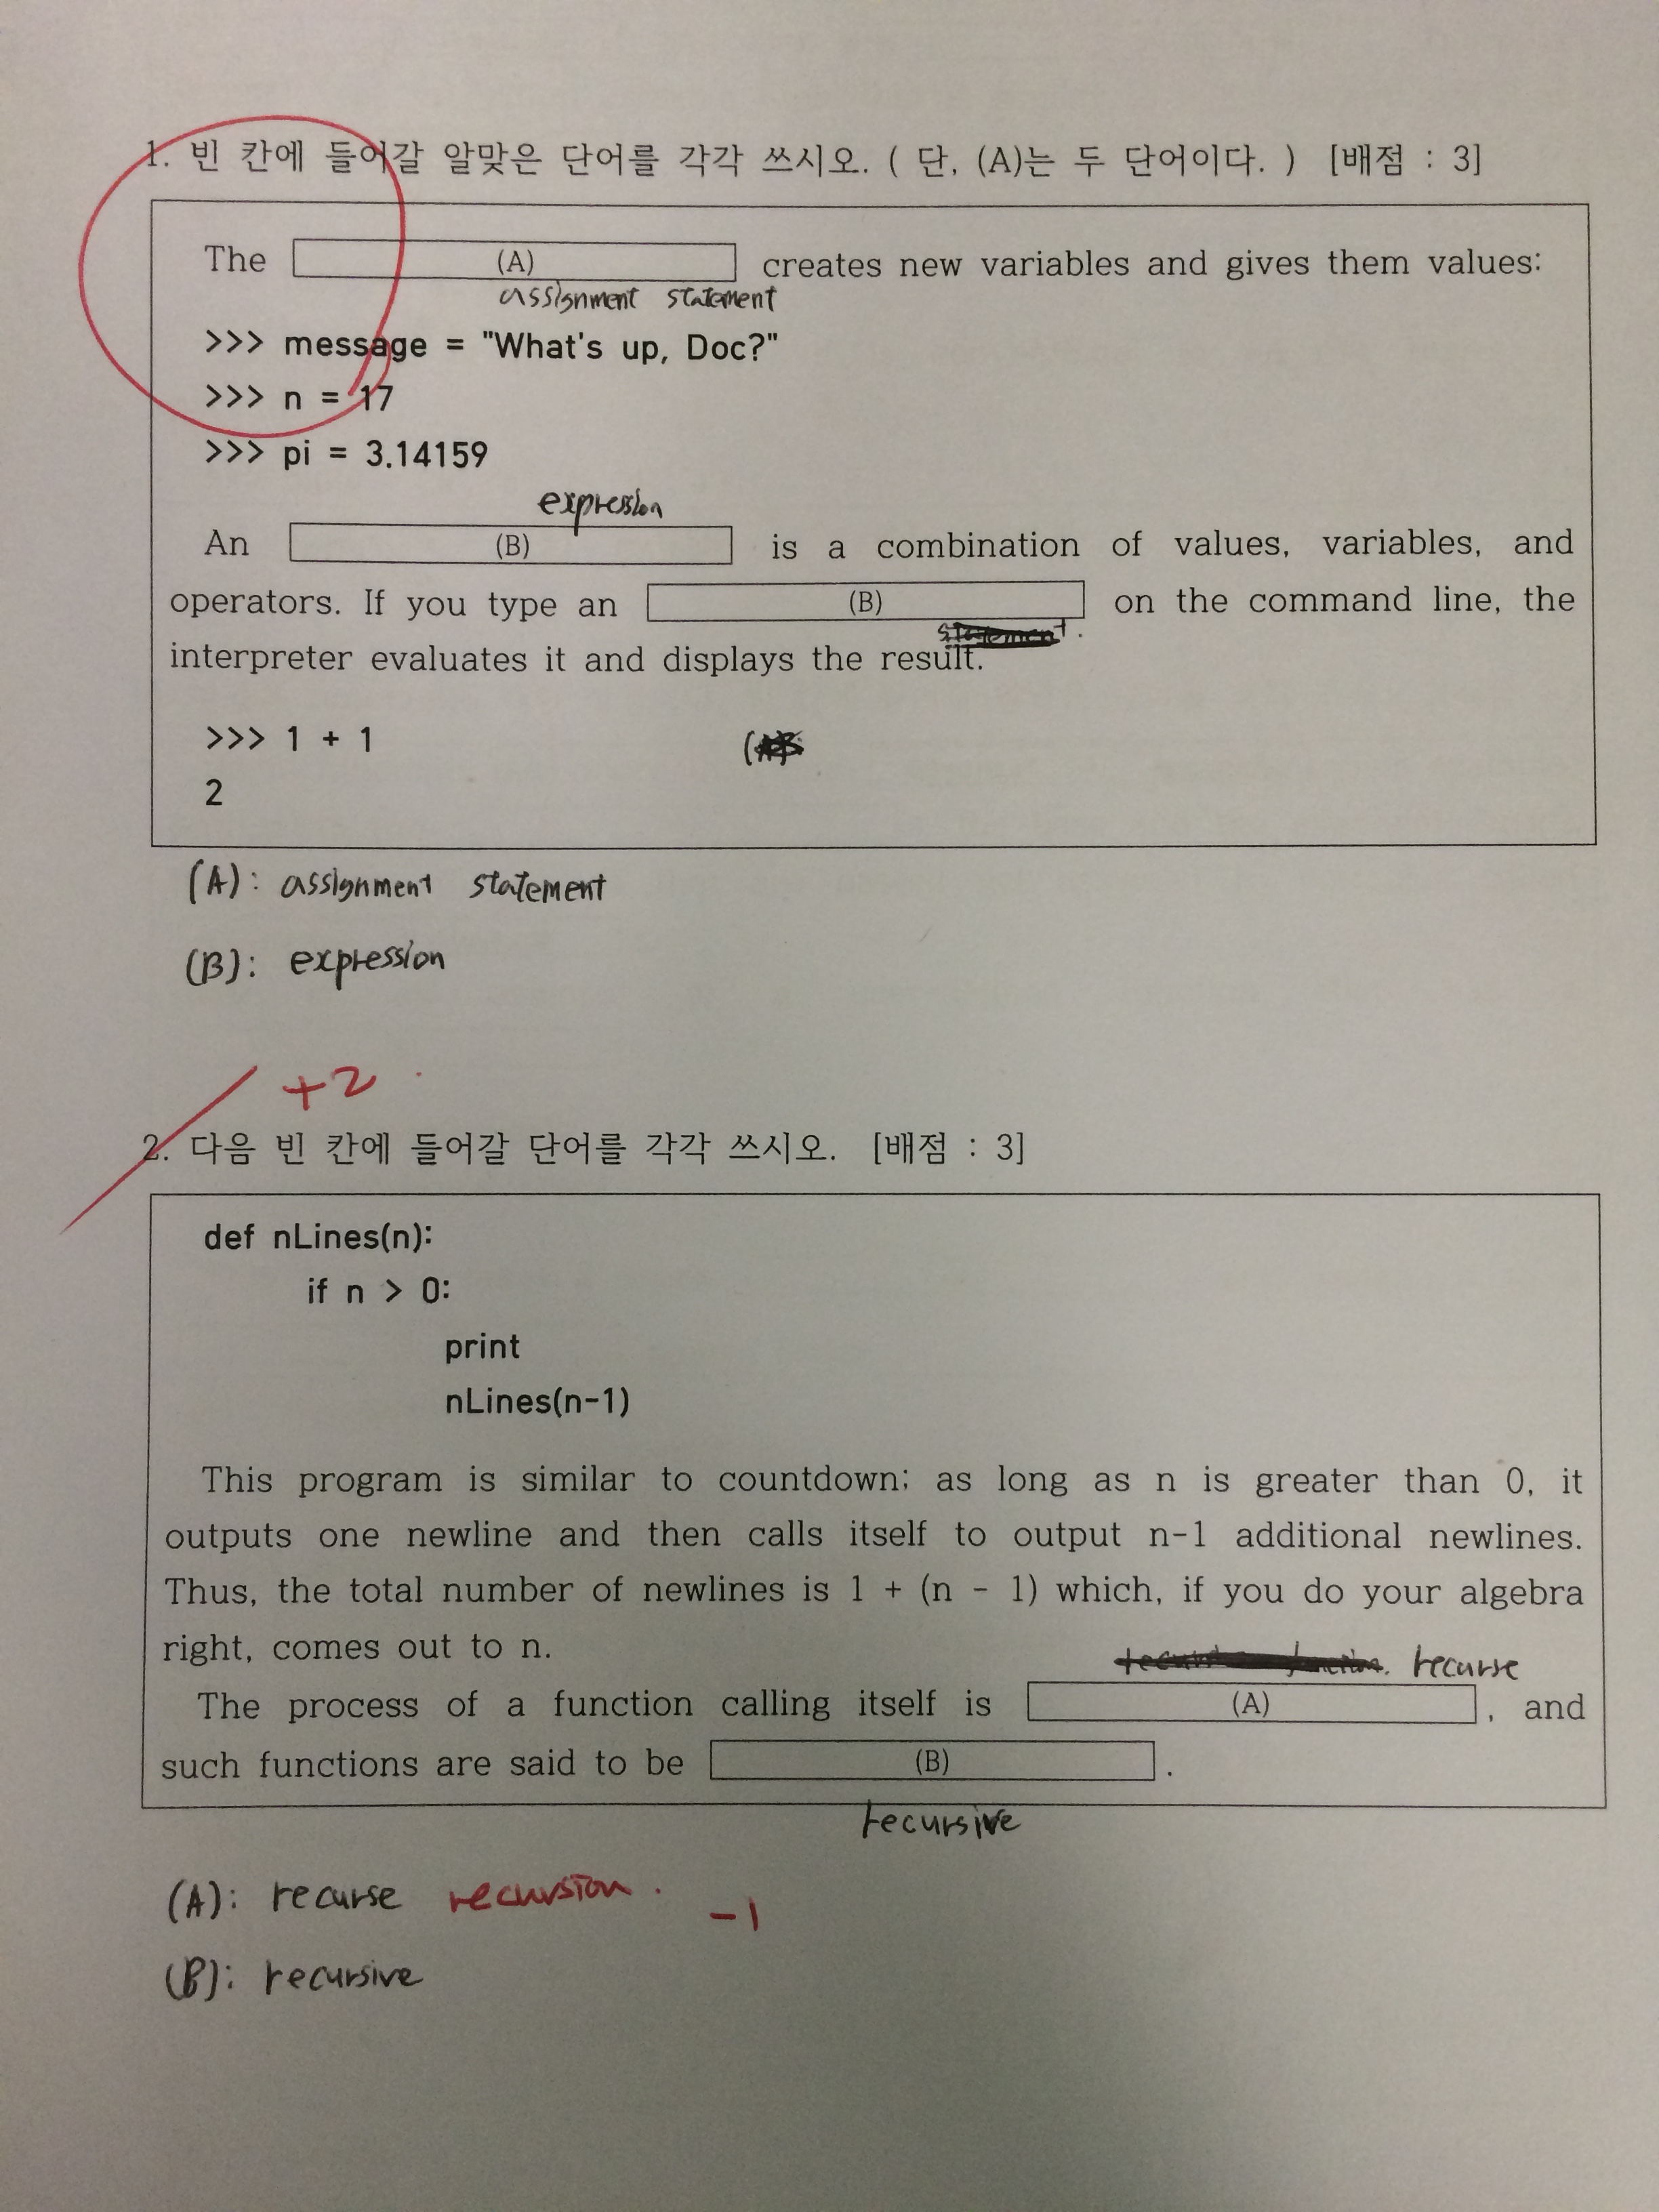 1. 빈 칸에 들어갈 알맞은 단어를 각각 쓰시오. ( 단, (A)는 두 단어이다. ) [배점 : 3]
The (A) creates new variables and gives them values:
assignment statement
>>> message = "What's up, Doc?"
>>> n = 17
>>> pi = 3.14159
expression
An (B) is a combination of values, variables, and
operators. If you type an (B) on the command line, the
statement.
interpreter evaluates it and displays the result.
>>> 1 + 1
2
(A): assignment statement
(B): expression
+2
2. 다음 빈 칸에 들어갈 단어를 각각 쓰시오. [배점 : 3]
def nLines(n):
if n > 0:
print
nLines(n-1)
This program is similar to countdown; as long as n is greater than 0, it
outputs one newline and then calls itself to output n-1 additional newlines.
Thus, the total number of newlines is 1 + (n - 1) which, if you do your algebra
right, comes out to n.
recurse
The process of a function calling itself is (A) , and
such functions are said to be (B) .
recursive
(A): recurse recursion. -1
(B): recursive